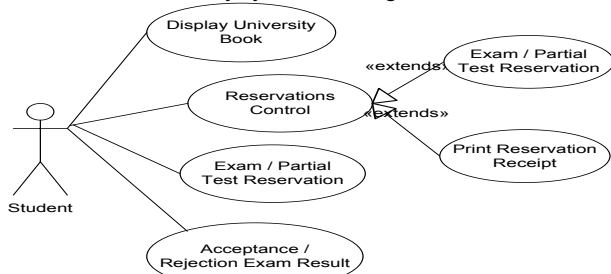 Display University
Book
Exam / Partial
Test Reservation
«extends»
Reservations
Control
«extends»
Print Reservation
Receipt
Exam / Partial
Test Reservation
Student
Acceptance /
Rejection Exam Result